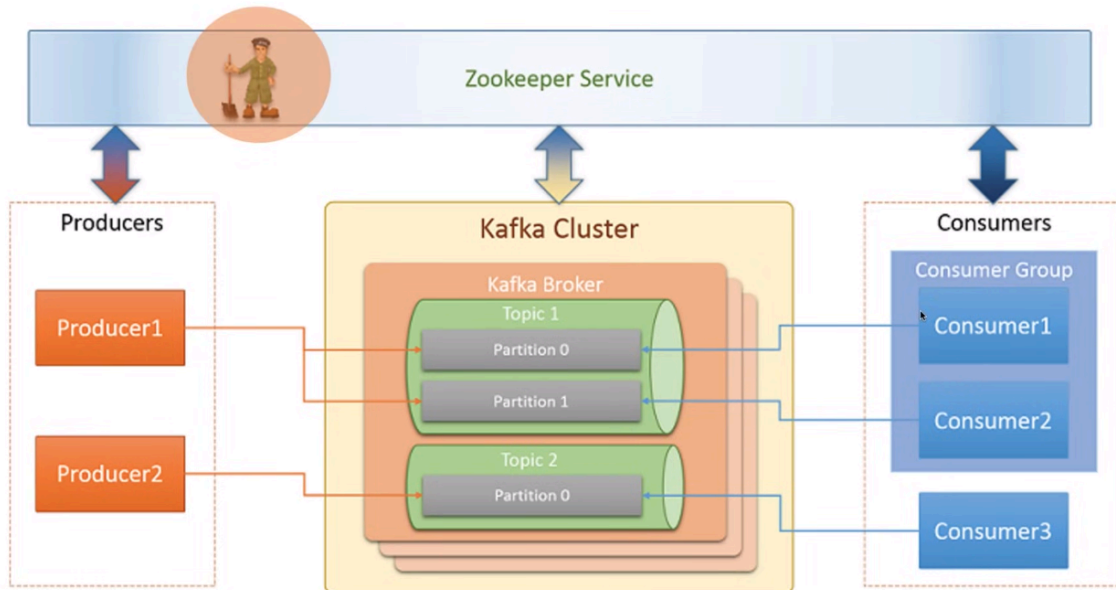 Zookeeper Service
Producers
Producer1
Producer2
Kafka Cluster
Kafka Broker
Topic 1
Partition 0
Partition 1
Topic 2
Partition 0
Consumers
Consumer Group
Consumer1
Consumer2
Consumer3